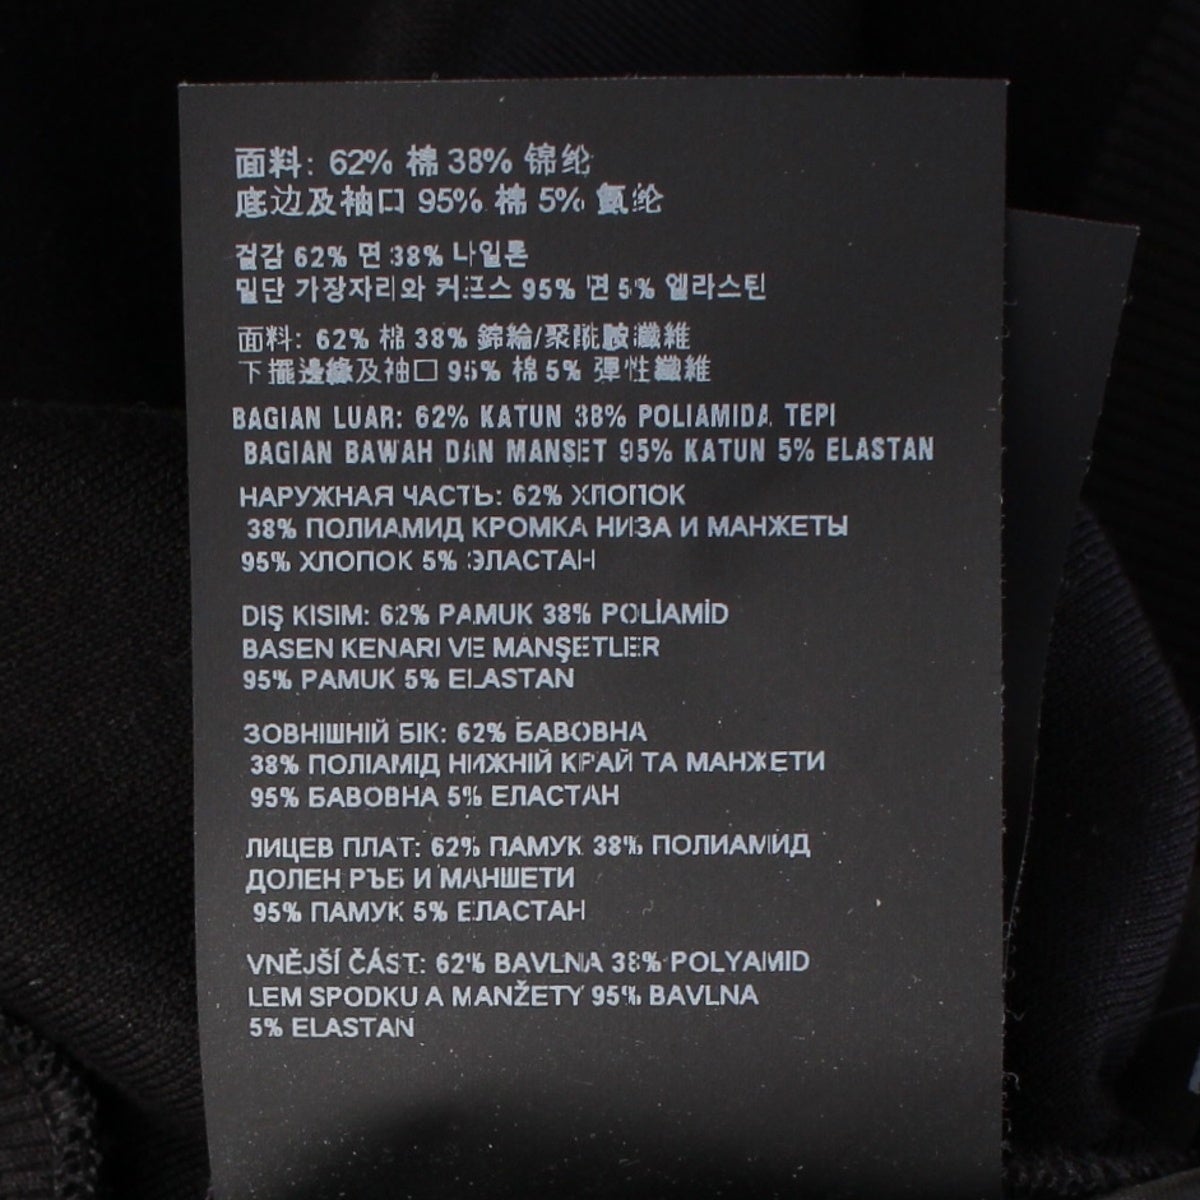 面料: 62% 棉 38% 锦纶
底边及袖口 95% 棉 5% 氨纶
겉감 62% 면 38% 나일론
밑단 가장자리와 커프스 95% 면 5% 엘라스틴
面料: 62% 棉 38% 錦綸/聚酰胺纖維
下擺邊緣及袖口 95% 棉 5% 彈性纖維
BAGIAN LUAR: 62% KATUN 38% POLIAMIDA TEPI
BAGIAN BAWAH DAN MANSET 95% KATUN 5% ELASTAN
НАРУЖНАЯ ЧАСТЬ: 62% ХЛОПОК
38% ПОЛИАМИД КРОМКА НИЗА И МАНЖЕТЫ
95% ХЛОПОК 5% ЭЛАСТАН
DIŞ KISIM: 62% PAMUK 38% POLİAMİD
BASEN KENARI VE MANŞETLER
95% PAMUK 5% ELASTAN
ЗОВНІШНІЙ БІК: 62% БАВОВНА
38% ПОЛІАМІД НИЖНІЙ КРАЙ ТА МАНЖЕТИ
95% БАВОВНА 5% ЕЛАСТАН
ЛИЦЕВ ПЛАТ: 62% ПАМУК 38% ПОЛИАМИД
ДОЛЕН РЪБ И МАНШЕТИ
95% ПАМУК 5% ЕЛАСТАН
VNĚJŠÍ ČÁST: 62% BAVLNA 38% POLYAMID
LEM SPODKU A MANŽETY 95% BAVLNA
5% ELASTAN